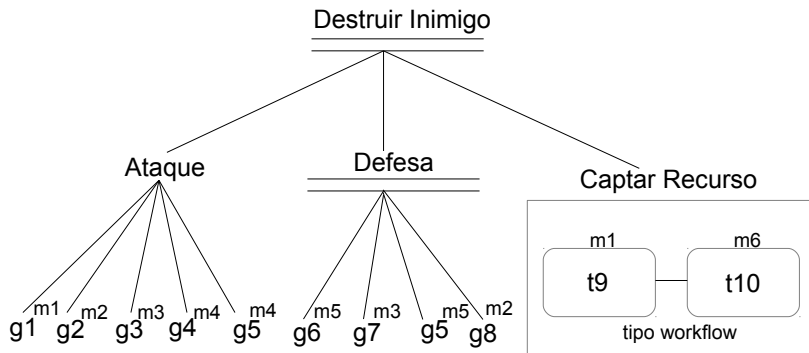 Destruir Inimigo
Ataque
Defesa
Captar Recurso
m1 m6
t9 t10
tipo workflow
g1 m1 g2 m2 g3 m3 g4 m4 g5 m4
g6 m5 g7 m3 g5 m5 g8 m2